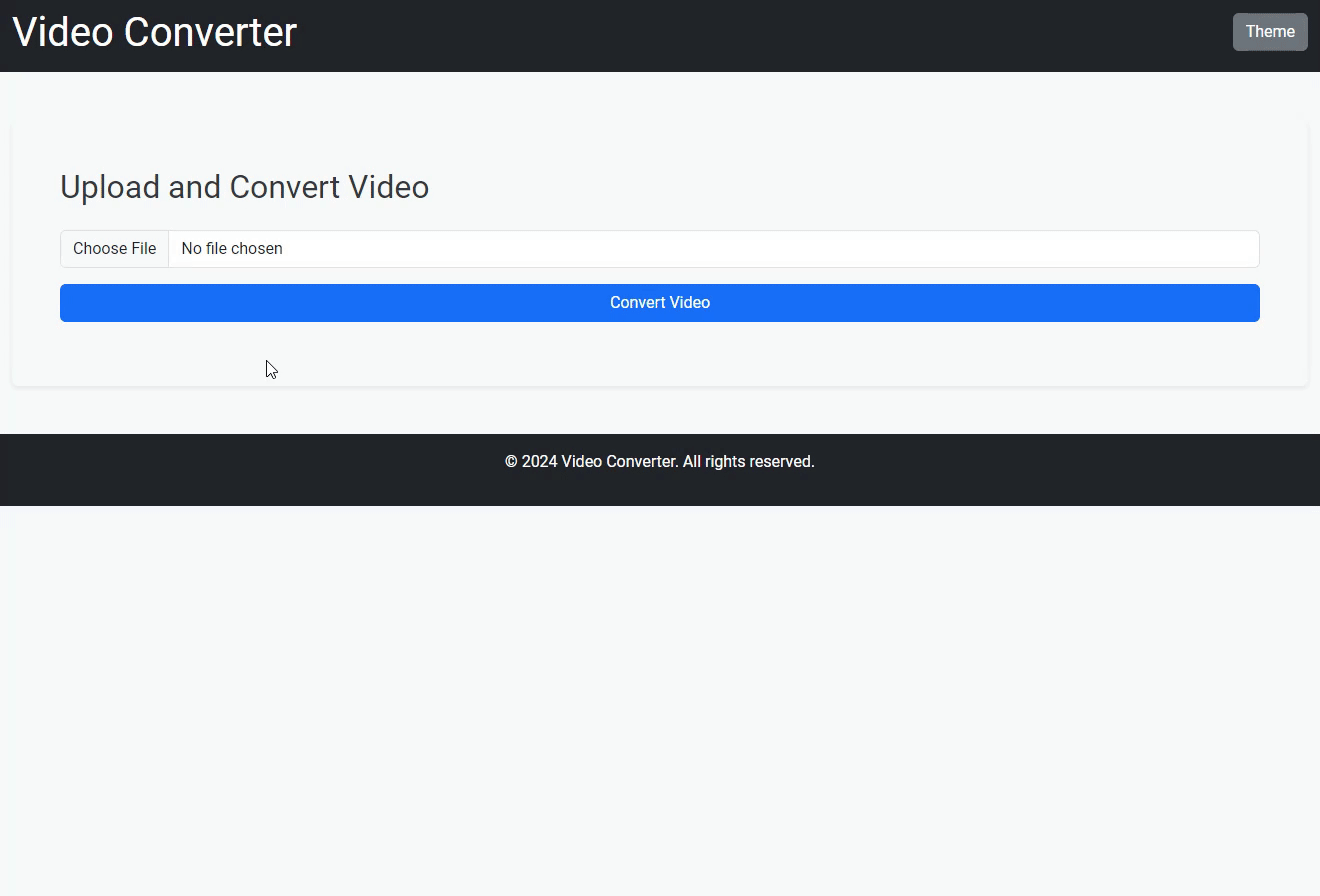 Video Converter
Theme
Upload and Convert Video
Choose File No file chosen
Convert Video
© 2024 Video Converter. All rights reserved.